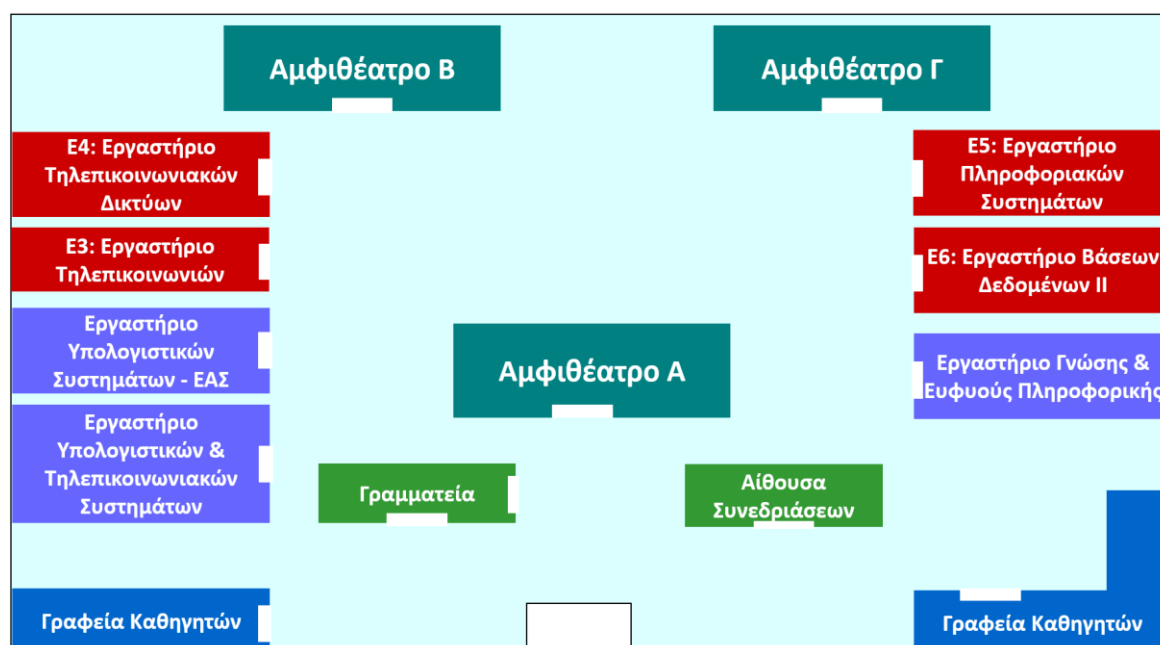 Αμφιθέατρο Β
Αμφιθέατρο Γ
Ε4: Εργαστήριο
Τηλεπικοινωνιακών
Δικτύων
Ε5: Εργαστήριο
Πληροφοριακών
Συστημάτων
Ε3: Εργαστήριο
Τηλεπικοινωνιών
Ε6: Εργαστήριο Βάσεων
Δεδομένων ΙΙ
Εργαστήριο
Υπολογιστικών
Συστημάτων - ΕΑΣ
Αμφιθέατρο Α
Εργαστήριο Γνώσης &
Ευφυούς Πληροφορικής
Εργαστήριο
Υπολογιστικών &
Τηλεπικοινωνιακών
Συστημάτων
Γραμματεία
Αίθουσα
Συνεδριάσεων
Γραφεία Καθηγητών
Γραφεία Καθηγητών